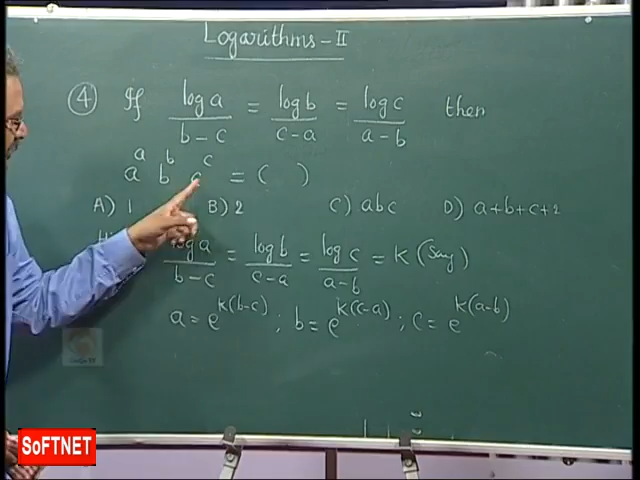 Logarithms-II
④ If log a / b-c = log b / c-a = log c / a-b then
a^a b^b c^c = ( )
A) 1 B) 2 C) abc D) a+b+c+2
log a / b-c = log b / c-a = log c / a-b = K (Say)
a = e^K(b-c) ; b = e^K(c-a) ; c = e^K(a-b)
SoFTNET